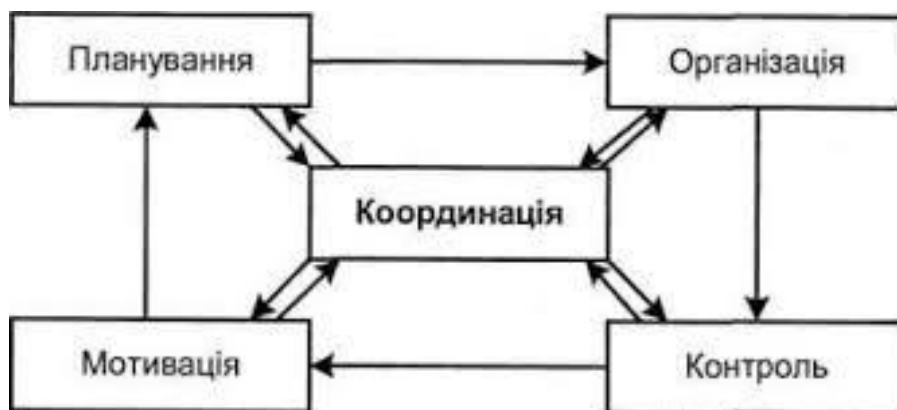 Планування
Організація
Координація
Мотивація
Контроль